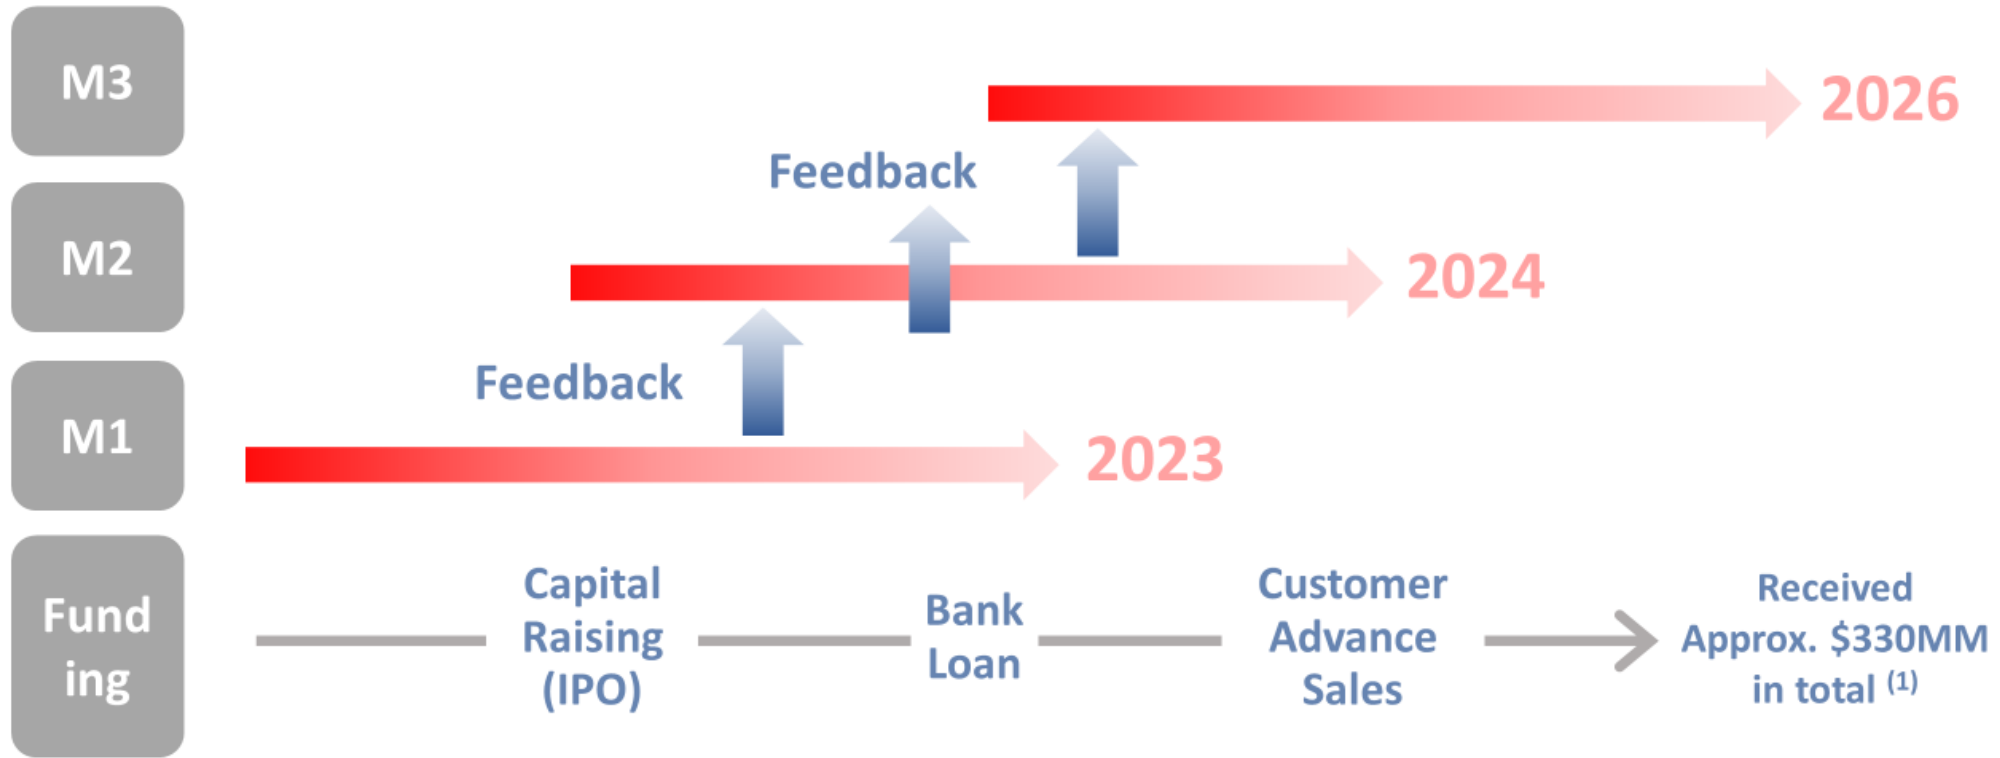 M3
2026
Feedback
M2
2024
Feedback
M1
2023
Fund
ing
Capital
Raising
(IPO)
Bank
Loan
Customer
Advance
Sales
Received
Approx. $330MM
in total (1)